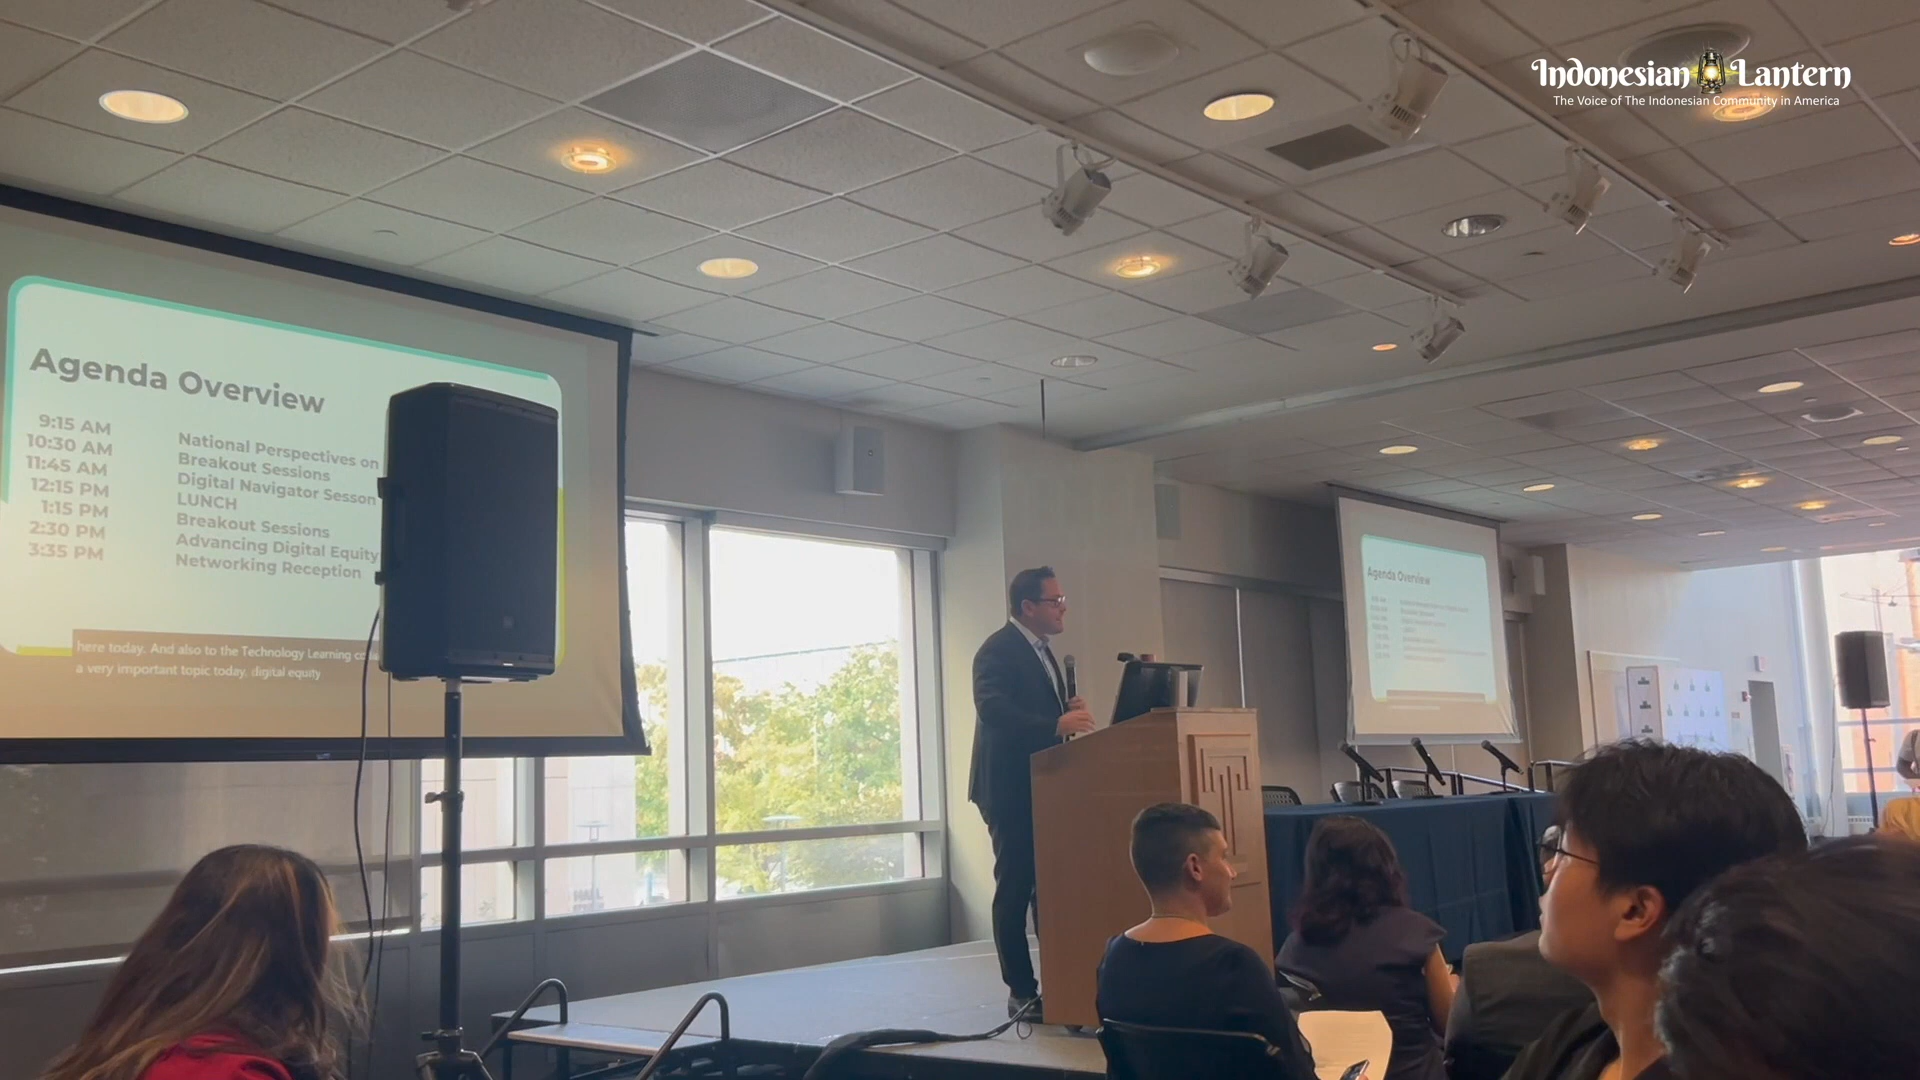 Indonesian Lantern
The Voice of The Indonesian Community in America
Agenda Overview
9:15 AM National Perspectives on
10:30 AM Breakout Sessions
11:45 AM Digital Navigator Sesson
12:15 PM LUNCH
1:15 PM Breakout Sessions
2:30 PM Advancing Digital Equity
3:35 PM Networking Reception
here today. And also to the Technology Learning
a very important topic today, digital equity
Agenda Overview